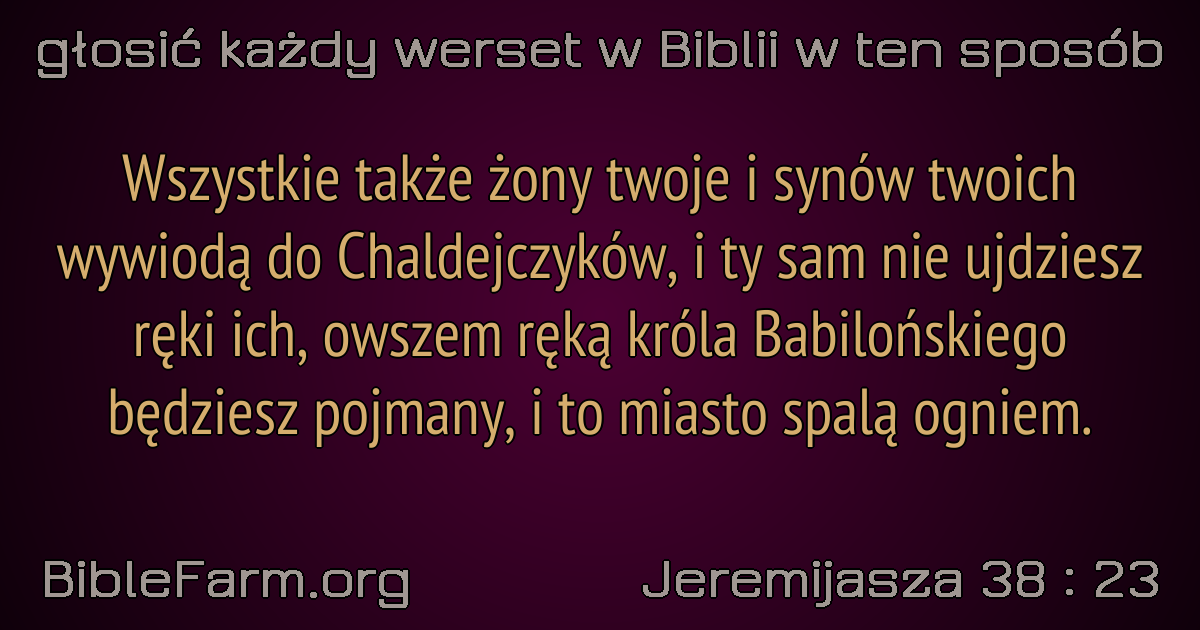 głosić każdy werset w Biblii w ten sposób
Wszystkie także żony twoje i synów twoich
wywiodą do Chaldejczyków, i ty sam nie ujdziesz
ręki ich, owszem ręką króla Babilońskiego
będziesz pojmany, i to miasto spalą ogniem.
BibleFarm.org
Jeremijasza 38 : 23